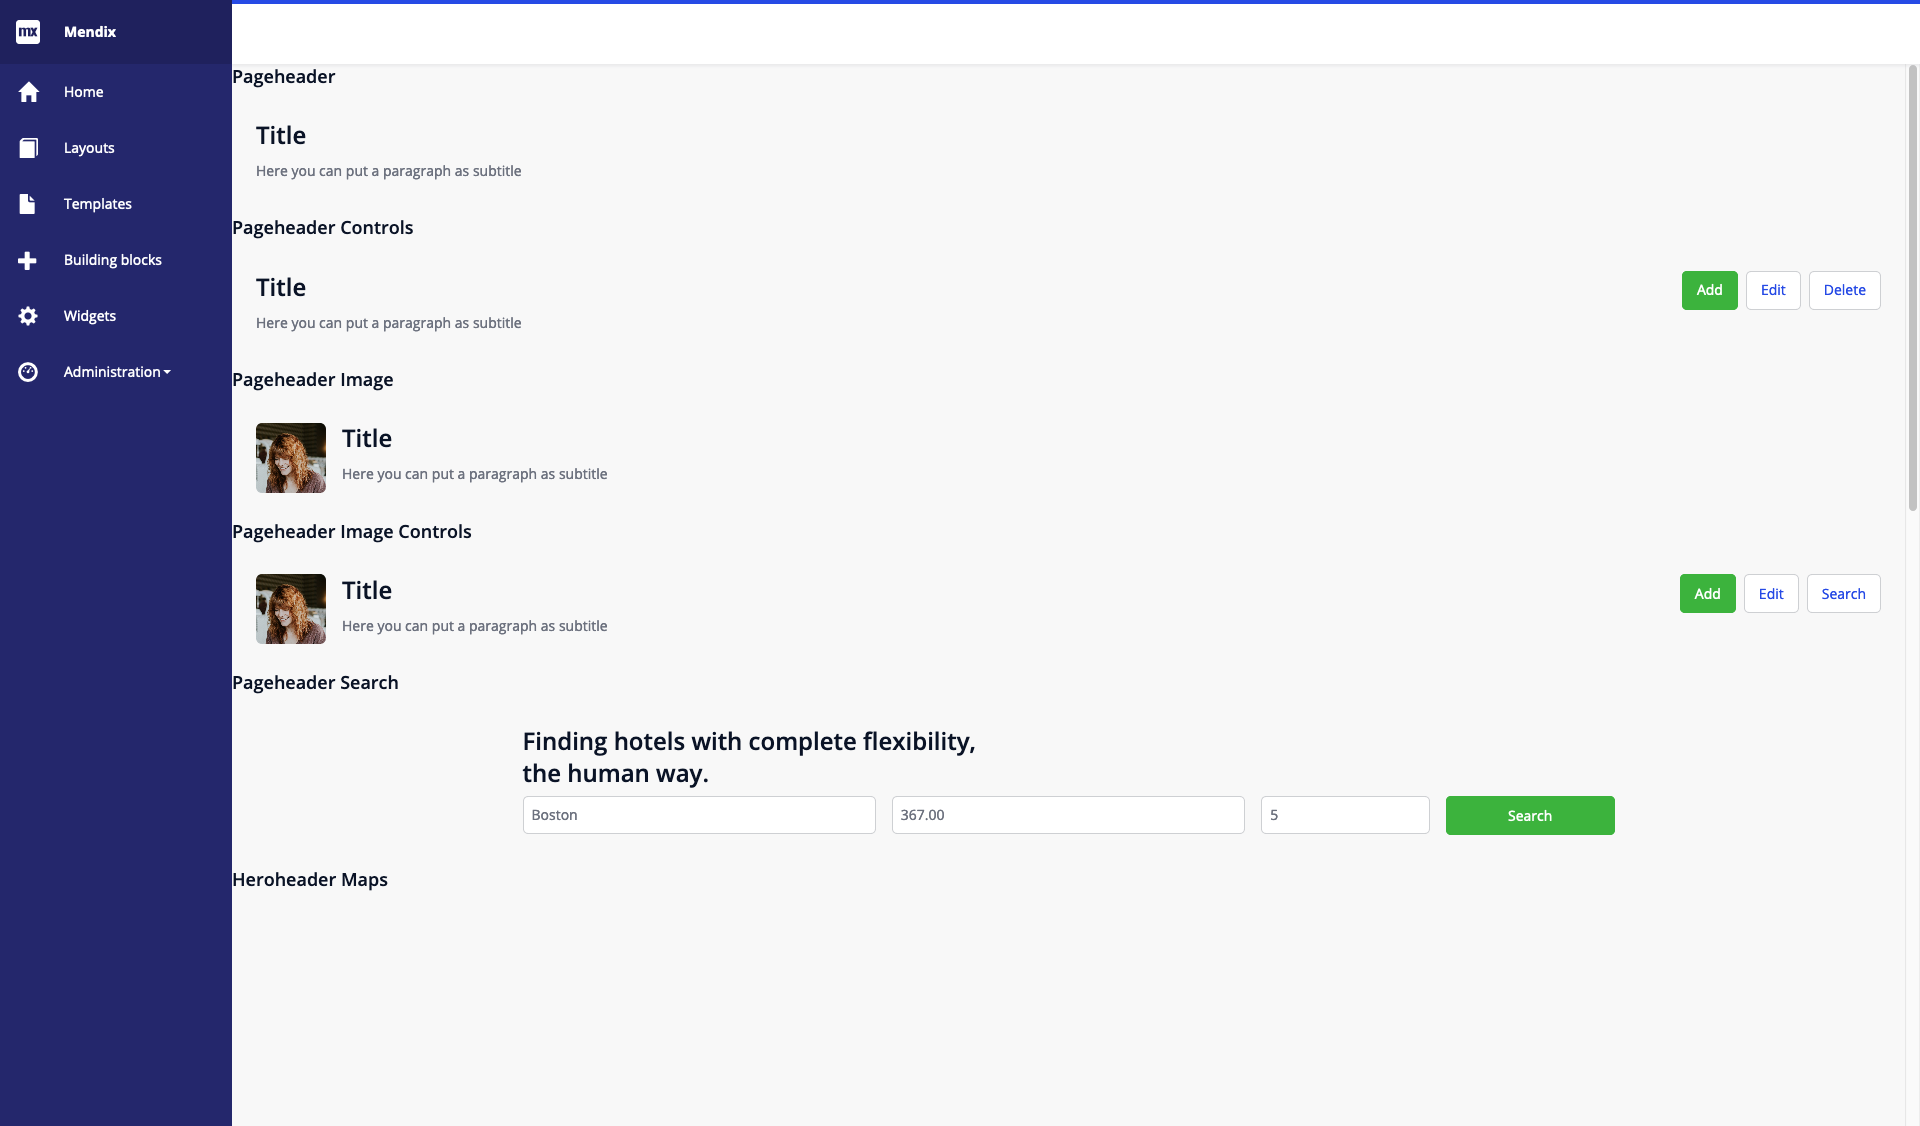 mx Mendix
Home
Layouts
Templates
Building blocks
Widgets
Administration
Pageheader
Title
Here you can put a paragraph as subtitle
Pageheader Controls
Title
Here you can put a paragraph as subtitle
Add Edit Delete
Pageheader Image
Title
Here you can put a paragraph as subtitle
Pageheader Image Controls
Title
Here you can put a paragraph as subtitle
Add Edit Search
Pageheader Search
Finding hotels with complete flexibility,
the human way.
Boston 367.00 5 Search
Heroheader Maps